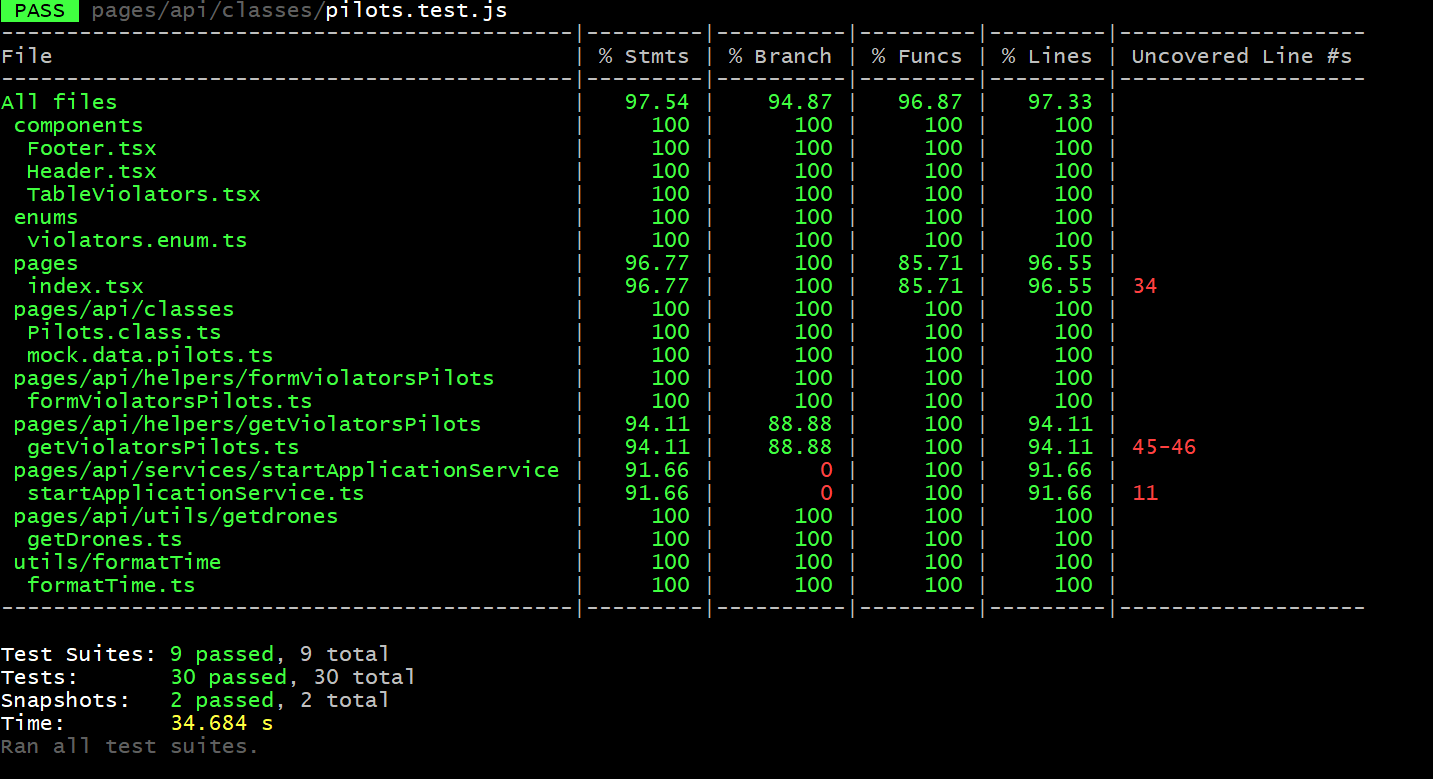 PASS pages/api/classes/pilots.test.js
--------------------------------------------|---------|----------|---------|---------|-------------------
File                                        | % Stmts | % Branch | % Funcs | % Lines | Uncovered Line #s
--------------------------------------------|---------|----------|---------|---------|-------------------
All files                                   |   97.54 |    94.87 |   96.87 |   97.33 |
 components                                 |     100 |      100 |     100 |     100 |
  Footer.tsx                                |     100 |      100 |     100 |     100 |
  Header.tsx                                |     100 |      100 |     100 |     100 |
  TableViolators.tsx                        |     100 |      100 |     100 |     100 |
 enums                                      |     100 |      100 |     100 |     100 |
  violators.enum.ts                         |     100 |      100 |     100 |     100 |
 pages                                      |   96.77 |      100 |   85.71 |   96.55 |
  index.tsx                                 |   96.77 |      100 |   85.71 |   96.55 | 34
 pages/api/classes                          |     100 |      100 |     100 |     100 |
  Pilots.class.ts                           |     100 |      100 |     100 |     100 |
  mock.data.pilots.ts                       |     100 |      100 |     100 |     100 |
 pages/api/helpers/formViolatorsPilots      |     100 |      100 |     100 |     100 |
  formViolatorsPilots.ts                    |     100 |      100 |     100 |     100 |
 pages/api/helpers/getViolatorsPilots       |   94.11 |    88.88 |     100 |   94.11 |
  getViolatorsPilots.ts                     |   94.11 |    88.88 |     100 |   94.11 | 45-46
 pages/api/services/startApplicationService |   91.66 |        0 |     100 |   91.66 |
  startApplicationService.ts                |   91.66 |        0 |     100 |   91.66 | 11
 pages/api/utils/getdrones                  |     100 |      100 |     100 |     100 |
  getDrones.ts                              |     100 |      100 |     100 |     100 |
 utils/formatTime                           |     100 |      100 |     100 |     100 |
  formatTime.ts                             |     100 |      100 |     100 |     100 |
--------------------------------------------|---------|----------|---------|---------|-------------------
Test Suites: 9 passed, 9 total
Tests:       30 passed, 30 total
Snapshots:   2 passed, 2 total
Time:        34.684 s
Ran all test suites.